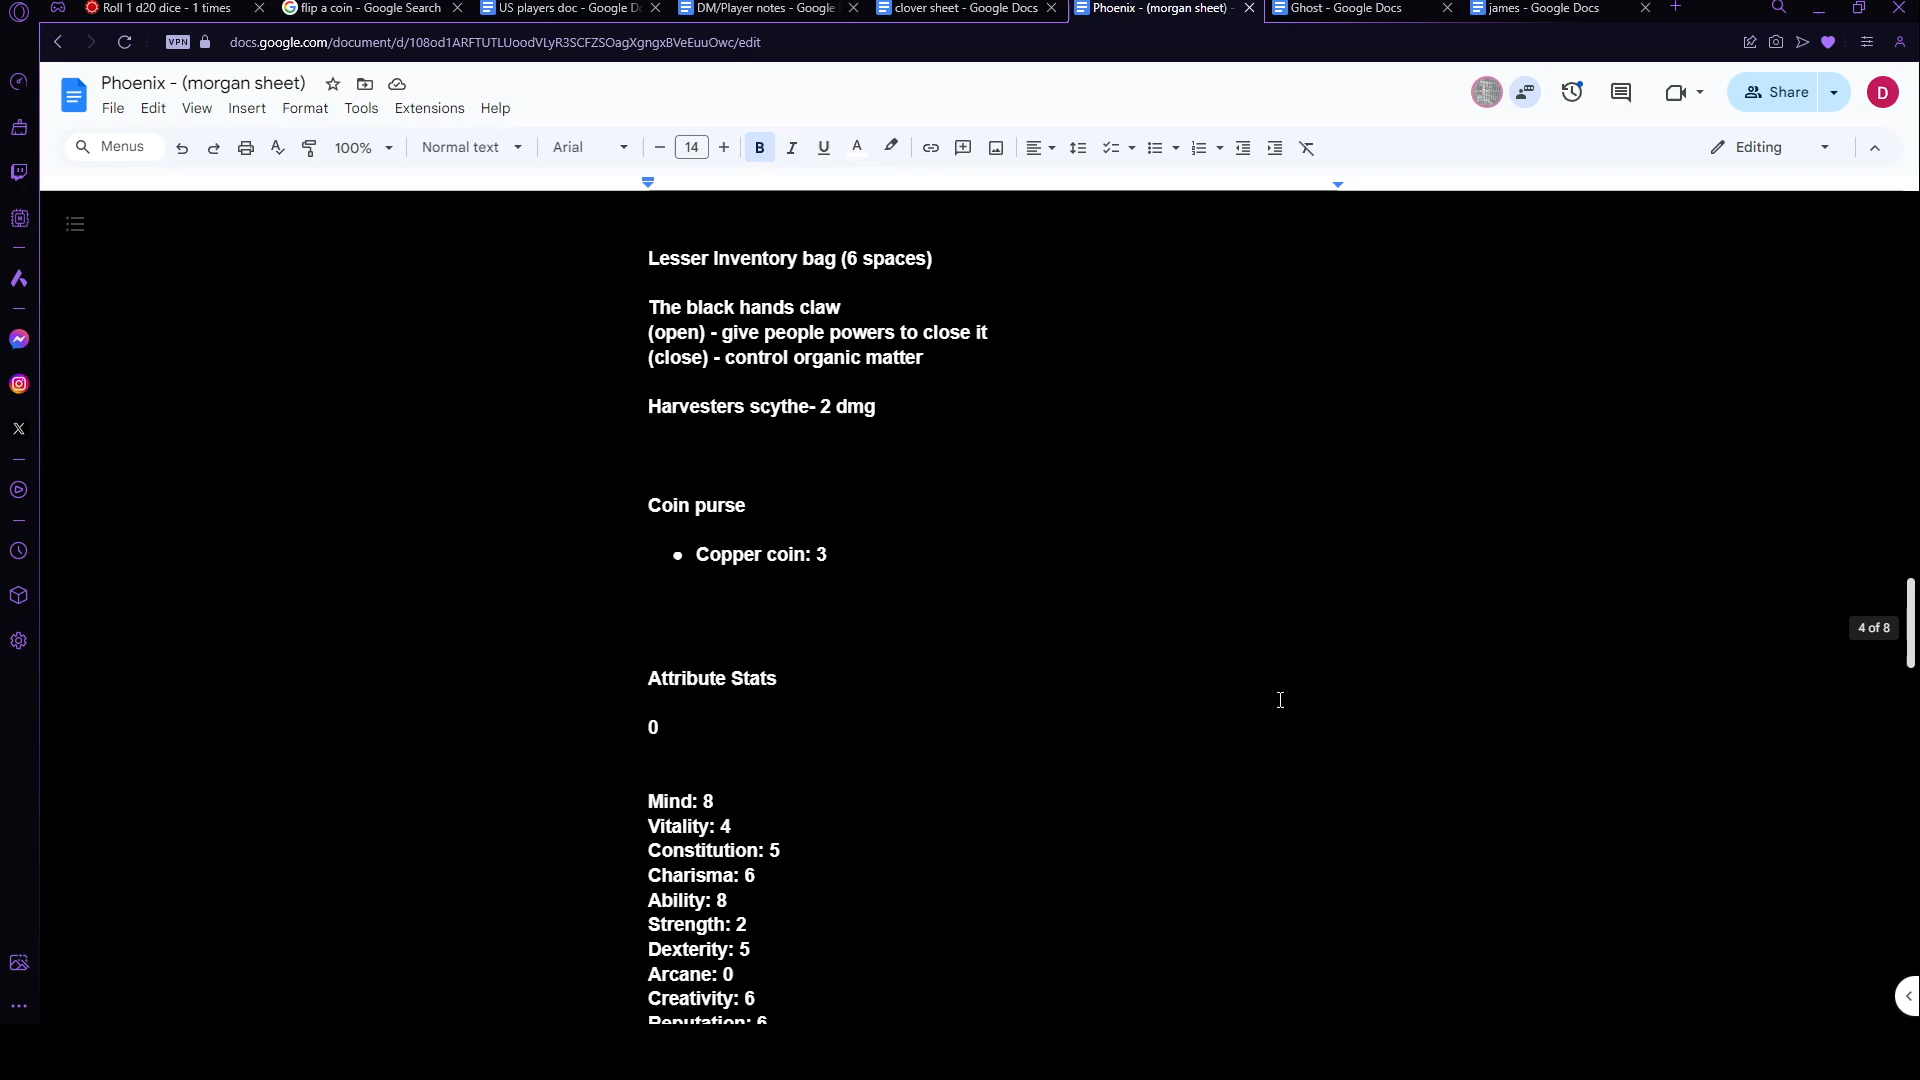 Roll 1 d20 dice - 1 times
flip a coin - Google Search
US players doc - Google D
DM/Player notes - Google
clover sheet - Google Docs
Phoenix - (morgan sheet) -
Ghost - Google Docs
james - Google Docs
VPN
docs.google.com/document/d/108od1ARFTUTLUoodVLyR3SCFZSOagXgngxBVeEuuOwc/edit
Phoenix - (morgan sheet)
File Edit View Insert Format Tools Extensions Help
Share
D
Menus
100%
Normal text
Arial
14
B
Editing
Lesser Inventory bag (6 spaces)
The black hands claw
(open) - give people powers to close it
(close) - control organic matter
Harvesters scythe- 2 dmg
Coin purse
● Copper coin: 3
4 of 8
Attribute Stats
0
Mind: 8
Vitality: 4
Constitution: 5
Charisma: 6
Ability: 8
Strength: 2
Dexterity: 5
Arcane: 0
Creativity: 6
Reputation: 6